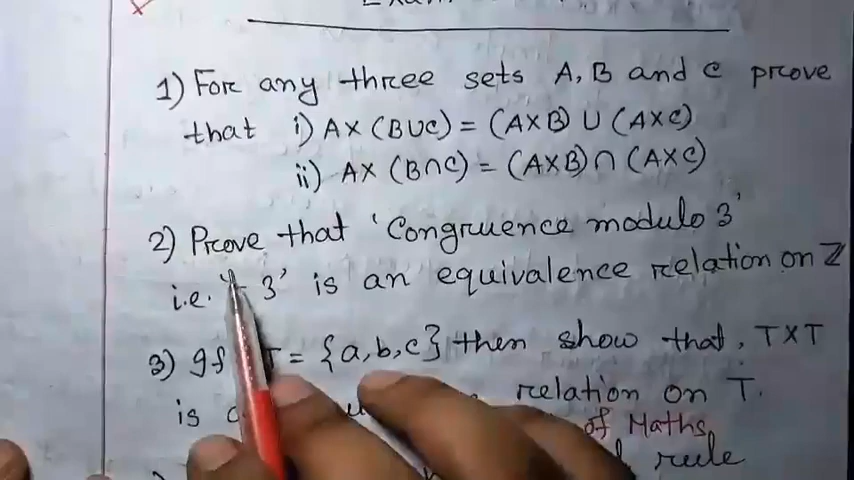 1) For any three sets A, B and C prove
that i) A×(B∪C) = (A×B) ∪ (A×C)
ii) A×(B∩C) = (A×B) ∩ (A×C)
2) Prove that 'Congruence modulo 3'
i.e. 3' is an equivalence relation on Z
3) If T = {a, b, c} then show that, T×T
is relation on T.
of Maths
rule